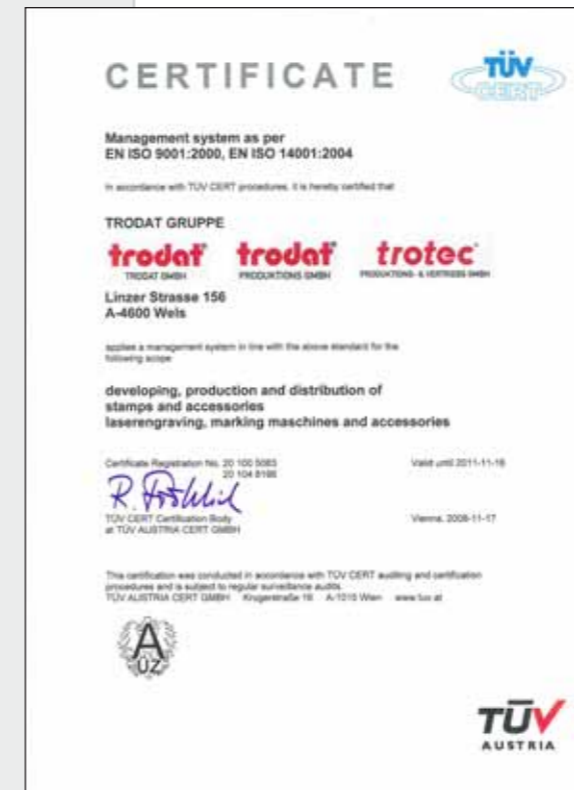 CERTIFICATE
TÜV
CERT
Management system as per
EN ISO 9001:2000, EN ISO 14001:2004
In accordance with TÜV CERT procedures, it is hereby certified that
TRODAT GRUPPE
trodat® trodat® trotec®
TRODAT GMBH PRODUKTIONS GMBH PRODUKTIONS- & VERTRIEBS GMBH
Linzer Strasse 156
A-4600 Wels
applies a management system in line with the above standard for the
following scope
developing, production and distribution of
stamps and accessories
laserengraving, marking maschines and accessories
Certificate Registration No. 20 100 Valid until 2011-11-16
20 104
TÜV CERT Certification Body Vienna, 2008-11-17
at TÜV AUSTRIA CERT GMBH
This certification was conducted in accordance with TÜV CERT auditing and certification
procedures and is subject to regular surveillance audits.
TÜV AUSTRIA CERT GMBH Krugerstraße 16 A-1015 Wien www.tuv.at
A
ÜZ
TÜV
AUSTRIA